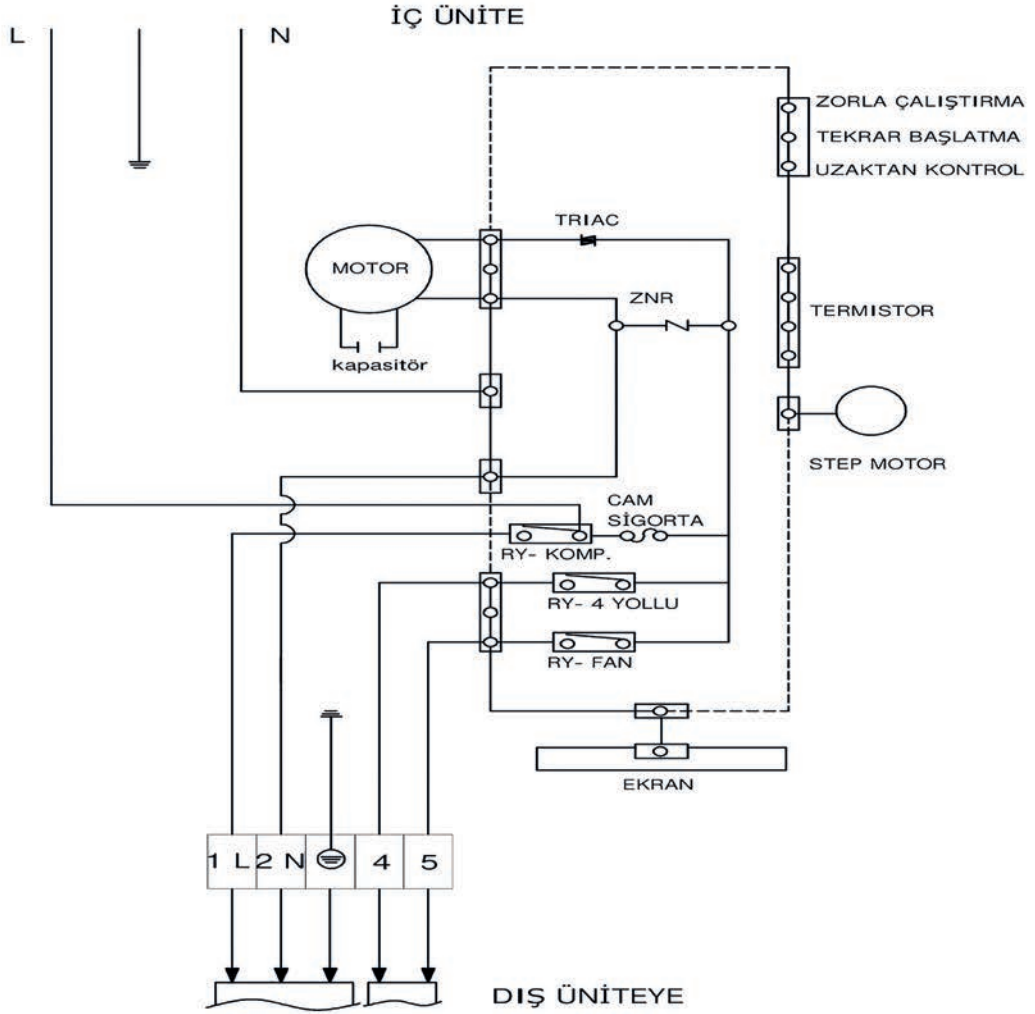 İÇ ÜNİTE
L
N
ZORLA ÇALIŞTIRMA
TEKRAR BAŞLATMA
UZAKTAN KONTROL
TRIAC
MOTOR
ZNR
TERMISTOR
kapasitör
STEP MOTOR
CAM
SİGORTA
RY- KOMP.
RY- 4 YOLLU
RY- FAN
EKRAN
1 L 2 N 4 5
DIŞ ÜNİTEYE